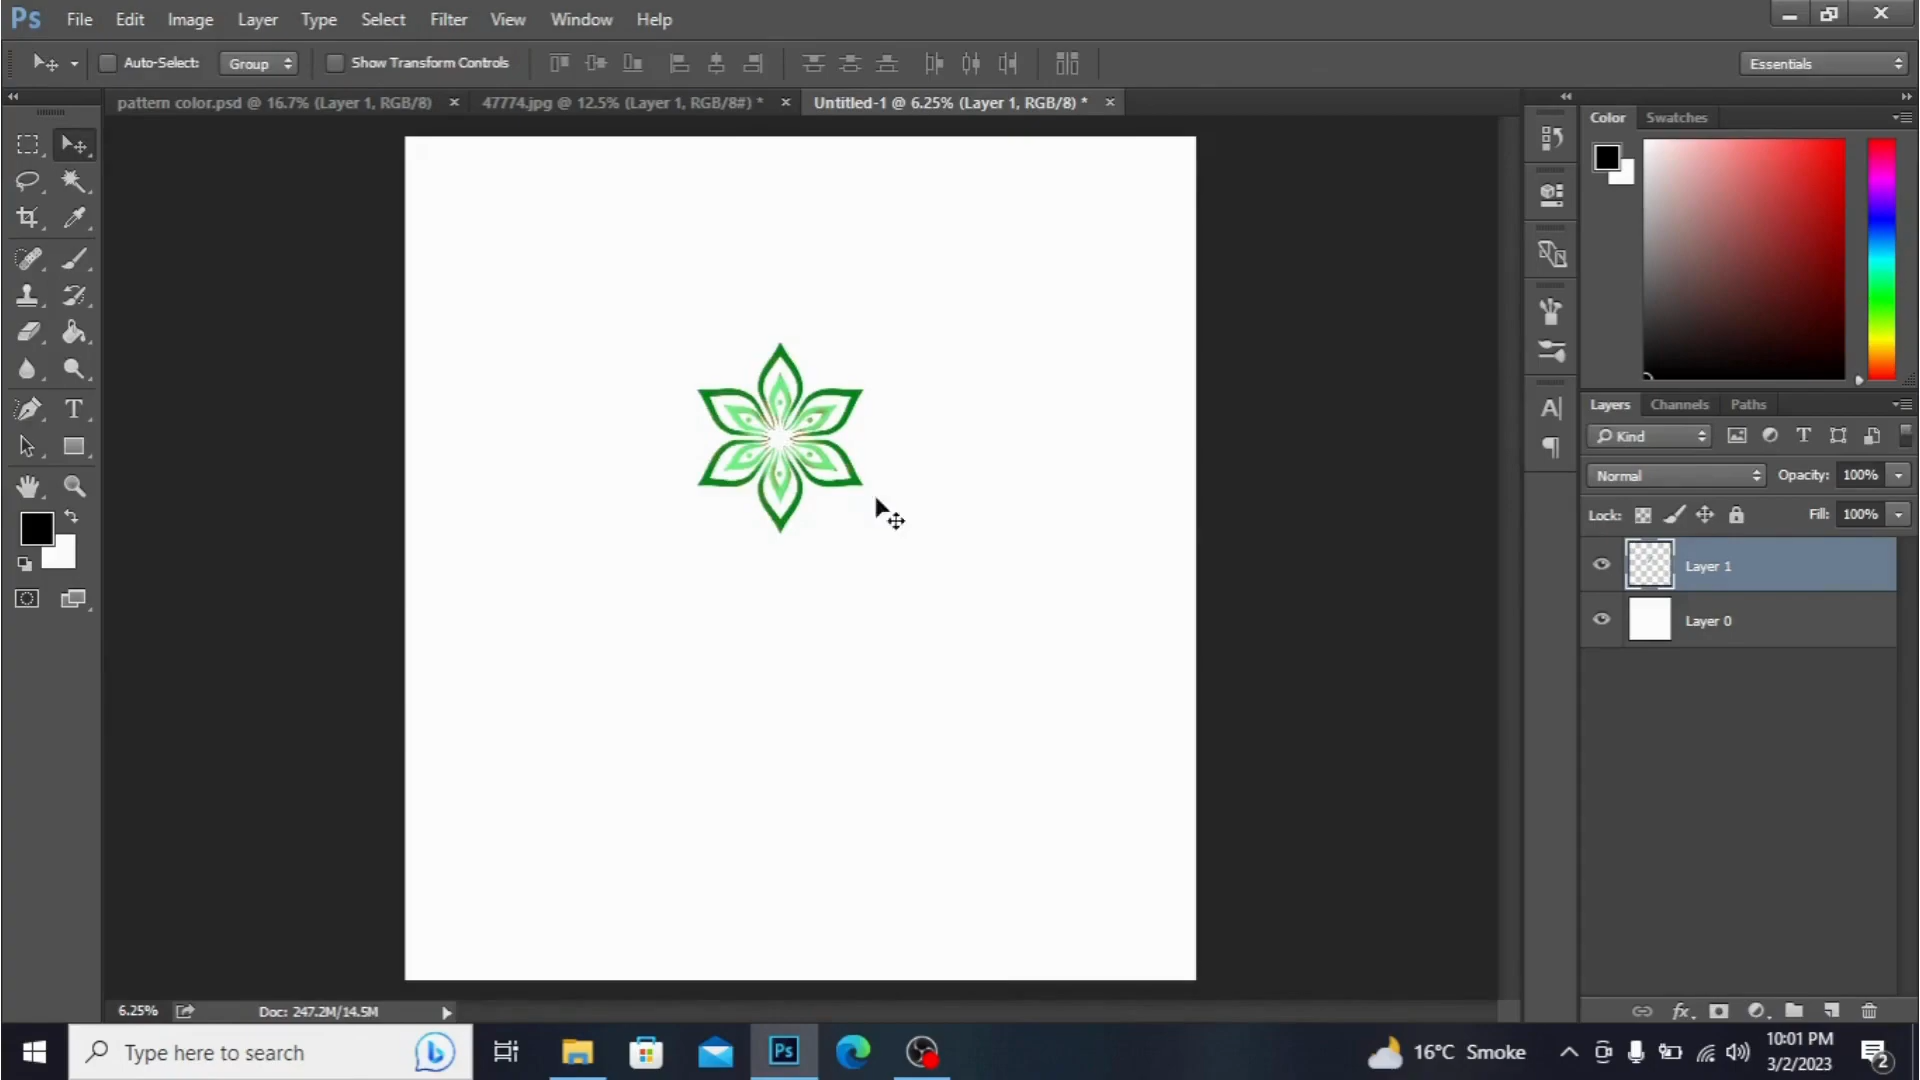 Ps File Edit Image Layer Type Select Filter View Window Help
Auto-Select: Group Show Transform Controls Essentials
pattern color.psd @ 16.7% (Layer 1, RGB/8) × 47774.jpg @ 12.5% (Layer 1, RGB/8#) * × Untitled-1 @ 6.25% (Layer 1, RGB/8) * ×
Color Swatches
Layers Channels Paths
Kind
Normal Opacity: 100%
Lock: Fill: 100%
Layer 1
Layer 0
6.25% Doc: 247.2M/14.5M
Type here to search
Ps
16°C Smoke
10:01 PM
3/2/2023
2